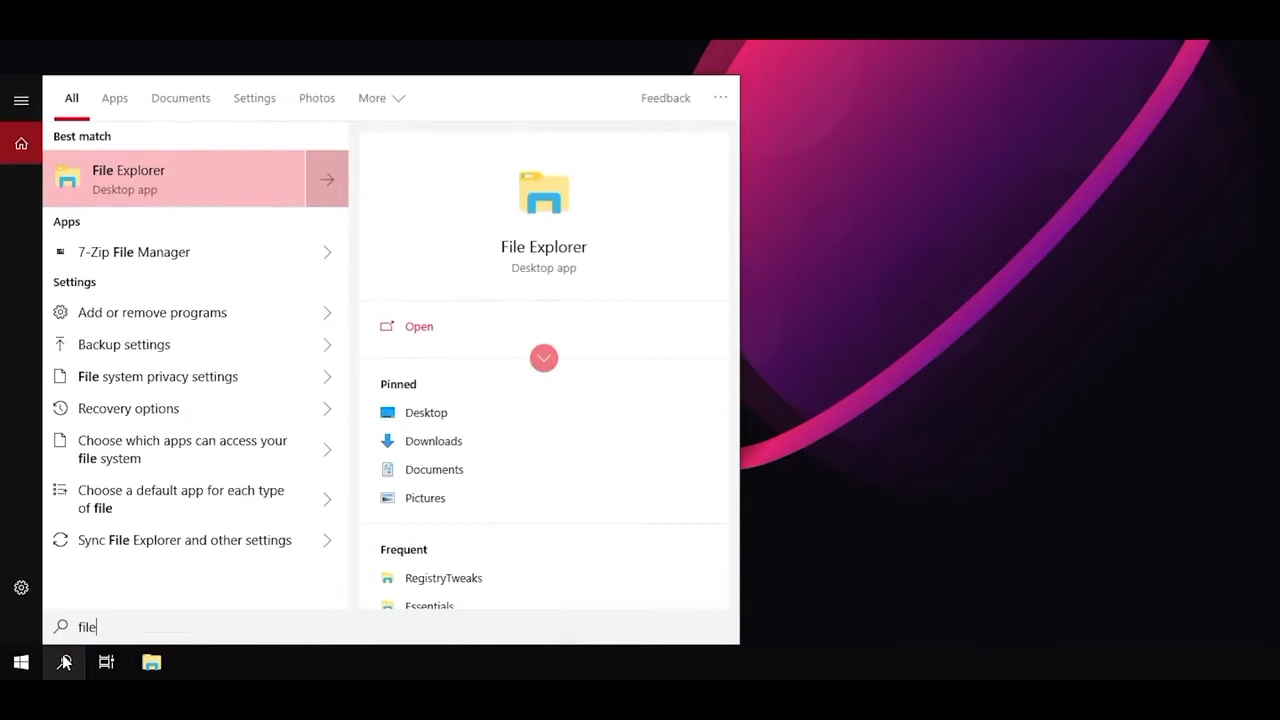 All Apps Documents Settings Photos More Feedback ...
Best match
File Explorer
Desktop app
Apps
7-Zip File Manager
Settings
Add or remove programs
Backup settings
File system privacy settings
Recovery options
Choose which apps can access your
file system
Choose a default app for each type
of file
Sync File Explorer and other settings
File Explorer
Desktop app
Open
Pinned
Desktop
Downloads
Documents
Pictures
Frequent
RegistryTweaks
Essentials
file